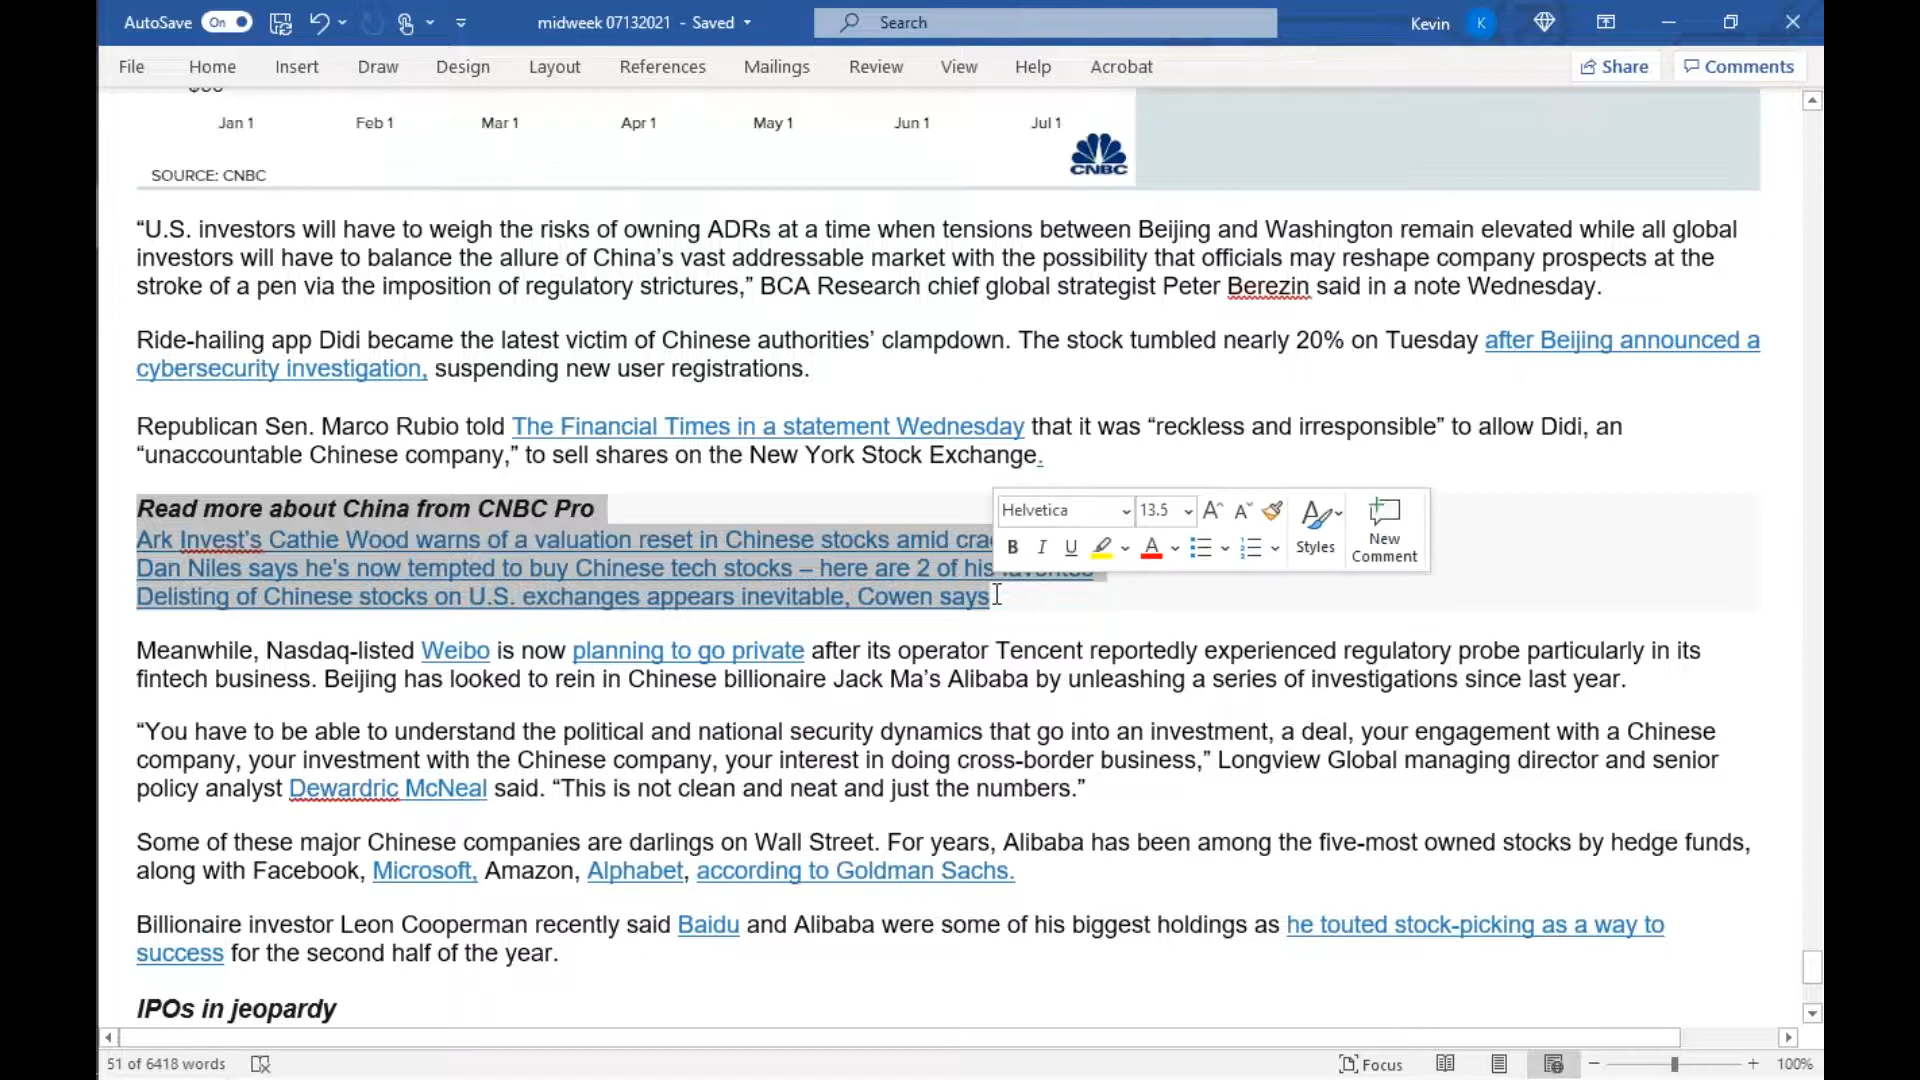 AutoSave On midweek 07132021 - Saved Search Kevin K
File Home Insert Draw Design Layout References Mailings Review View Help Acrobat Share Comments
Jan 1 Feb 1 Mar 1 Apr 1 May 1 Jun 1 Jul 1
CNBC
SOURCE: CNBC
“U.S. investors will have to weigh the risks of owning ADRs at a time when tensions between Beijing and Washington remain elevated while all global
investors will have to balance the allure of China’s vast addressable market with the possibility that officials may reshape company prospects at the
stroke of a pen via the imposition of regulatory strictures,” BCA Research chief global strategist Peter Berezin said in a note Wednesday.
Ride-hailing app Didi became the latest victim of Chinese authorities’ clampdown. The stock tumbled nearly 20% on Tuesday after Beijing announced a
cybersecurity investigation, suspending new user registrations.
Republican Sen. Marco Rubio told The Financial Times in a statement Wednesday that it was “reckless and irresponsible” to allow Didi, an
“unaccountable Chinese company,” to sell shares on the New York Stock Exchange.
Read more about China from CNBC Pro
Ark Invest’s Cathie Wood warns of a valuation reset in Chinese stocks amid
Dan Niles says he’s now tempted to buy Chinese tech stocks – here are 2 of his
Delisting of Chinese stocks on U.S. exchanges appears inevitable, Cowen says
Helvetica 13.5
B I U A Styles New
Comment
Meanwhile, Nasdaq-listed Weibo is now planning to go private after its operator Tencent reportedly experienced regulatory probe particularly in its
fintech business. Beijing has looked to rein in Chinese billionaire Jack Ma’s Alibaba by unleashing a series of investigations since last year.
“You have to be able to understand the political and national security dynamics that go into an investment, a deal, your engagement with a Chinese
company, your investment with the Chinese company, your interest in doing cross-border business,” Longview Global managing director and senior
policy analyst Dewardric McNeal said. “This is not clean and neat and just the numbers.”
Some of these major Chinese companies are darlings on Wall Street. For years, Alibaba has been among the five-most owned stocks by hedge funds,
along with Facebook, Microsoft, Amazon, Alphabet, according to Goldman Sachs.
Billionaire investor Leon Cooperman recently said Baidu and Alibaba were some of his biggest holdings as he touted stock-picking as a way to
success for the second half of the year.
IPOs in jeopardy
51 of 6418 words Focus 100%